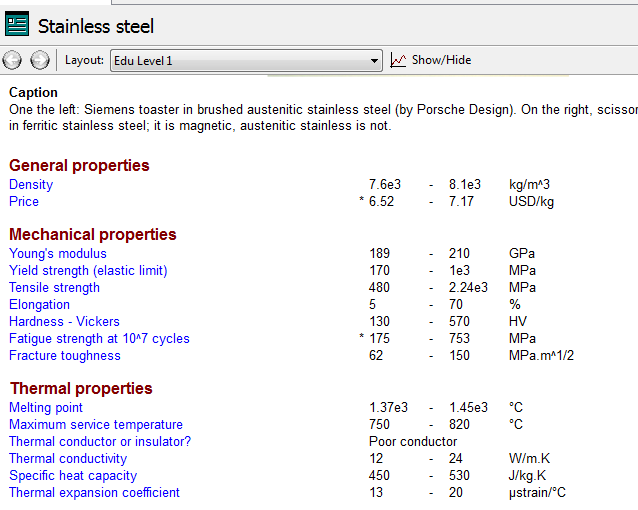 Stainless steel
Layout: Edu Level 1 Show/Hide
Caption
One the left: Siemens toaster in brushed austenitic stainless steel (by Porsche Design). On the right, scissor
in ferritic stainless steel; it is magnetic, austenitic stainless is not.
General properties
Density 7.6e3 - 8.1e3 kg/m^3
Price * 6.52 - 7.17 USD/kg
Mechanical properties
Young's modulus 189 - 210 GPa
Yield strength (elastic limit) 170 - 1e3 MPa
Tensile strength 480 - 2.24e3 MPa
Elongation 5 - 70 %
Hardness - Vickers 130 - 570 HV
Fatigue strength at 10^7 cycles * 175 - 753 MPa
Fracture toughness 62 - 150 MPa.m^1/2
Thermal properties
Melting point 1.37e3 - 1.45e3 °C
Maximum service temperature 750 - 820 °C
Thermal conductor or insulator? Poor conductor
Thermal conductivity 12 - 24 W/m.K
Specific heat capacity 450 - 530 J/kg.K
Thermal expansion coefficient 13 - 20 µstrain/°C